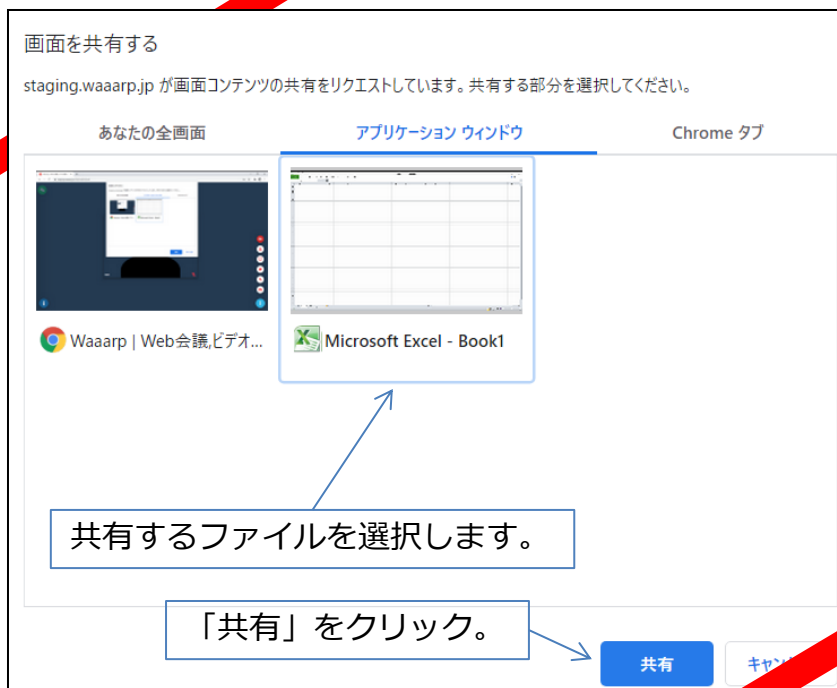 画面を共有する
staging.waaarp.jp が画面コンテンツの共有をリクエストしています。共有する部分を選択してください。
あなたの全画面
アプリケーション ウィンドウ
Chrome タブ
Waaarp | Web会議,ビデオ...
Microsoft Excel - Book1
共有するファイルを選択します。
「共有」をクリック。
共有
キャン